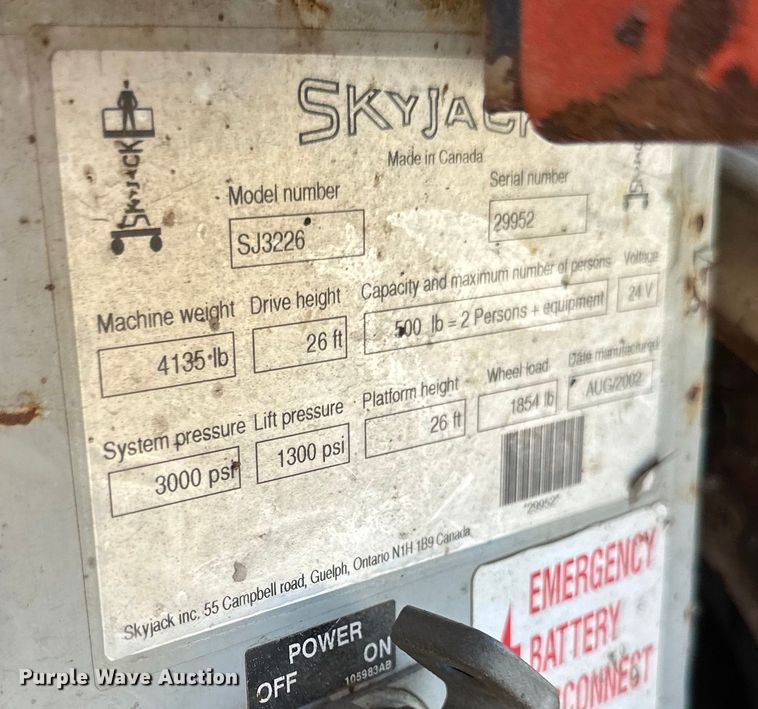 SKYJACK
Made in Canada
SKYJACK
Model number
Serial number
SJ3226
29952
Machine weight
Drive height
Capacity and maximum number of persons
Voltage
4135 lb
26 ft
500 lb = 2 Persons + equipment
24 V
System pressure
Lift pressure
Platform height
Wheel load
Date manufactured
3000 psi
1300 psi
26 ft
1854 lb
AUG/2002
*29952*
Skyjack inc. 55 Campbell road, Guelph, Ontario N1H 1B9 Canada
EMERGENCY
BATTERY
POWER
OFF
ON
105983AB
Purple Wave Auction